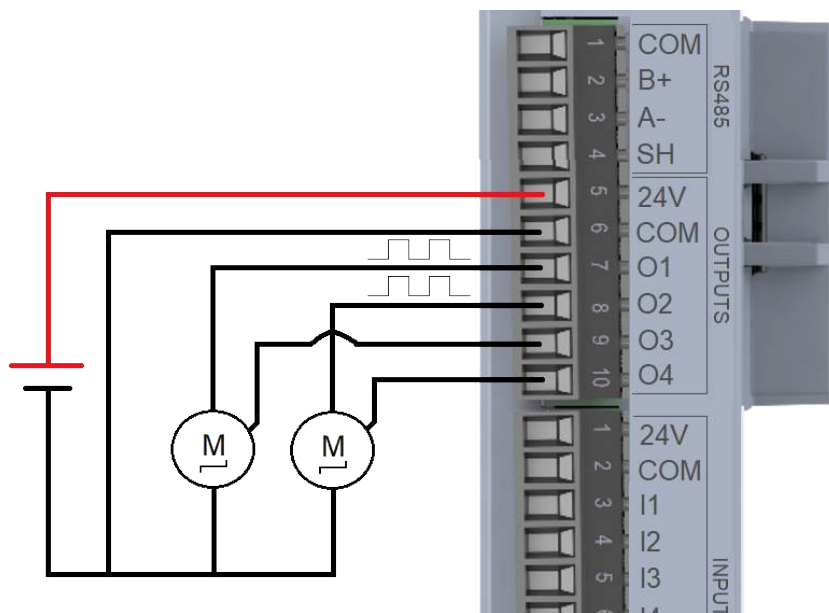 1 COM
2 B+
3 A-
4 SH
RS485
5 24V
6 COM
7 O1
8 O2
9 O3
10 O4
OUTPUTS
M
M
1 24V
2 COM
3 I1
4 I2
5 I3
INPUT